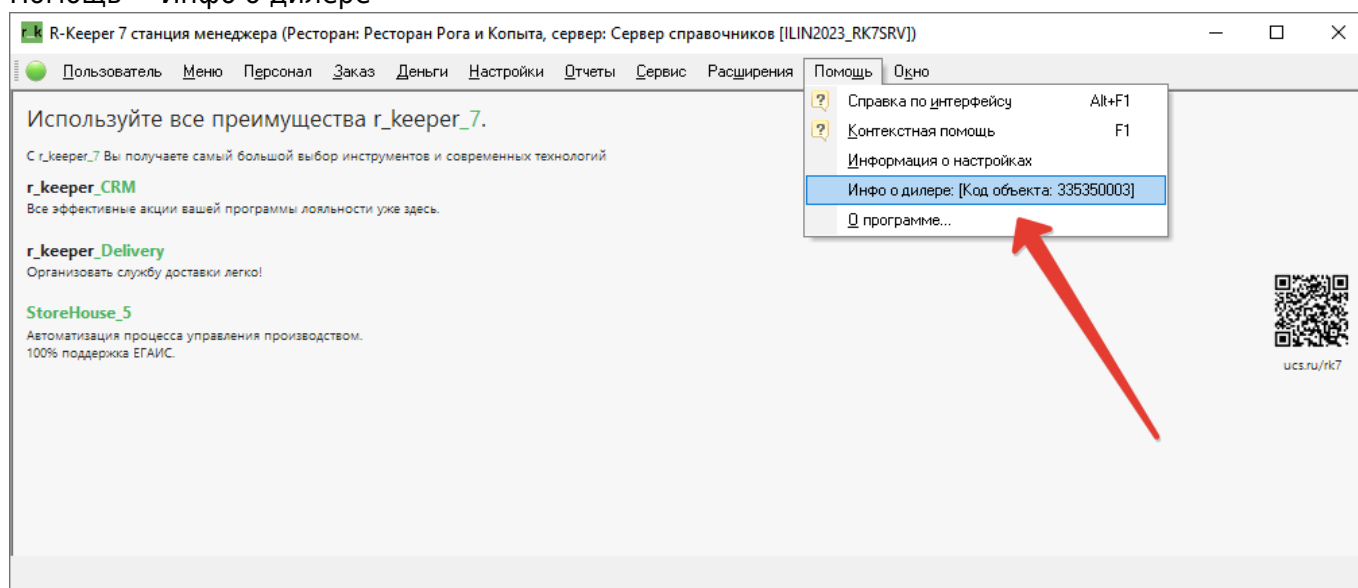 Помощь - Инфо о дилере
r_k R-Keeper 7 станция менеджера (Ресторан: Ресторан Рога и Копыта, сервер: Сервер справочников [ILIN2023_RK7SRV])
Пользователь Меню Персонал Заказ Деньги Настройки Отчеты Сервис Расширения Помощь Окно
Справка по интерфейсу Alt+F1
Контекстная помощь F1
Информация о настройках
Инфо о дилере: [Код объекта: 335350003]
О программе...
Используйте все преимущества r_keeper_7.
С r_keeper_7 Вы получаете самый большой выбор инструментов и современных технологий
r_keeper_CRM
Все эффективные акции вашей программы лояльности уже здесь.
r_keeper_Delivery
Организовать службу доставки легко!
StoreHouse_5
Автоматизация процесса управления производством.
100% поддержка ЕГАИС.
ucs.ru/rk7